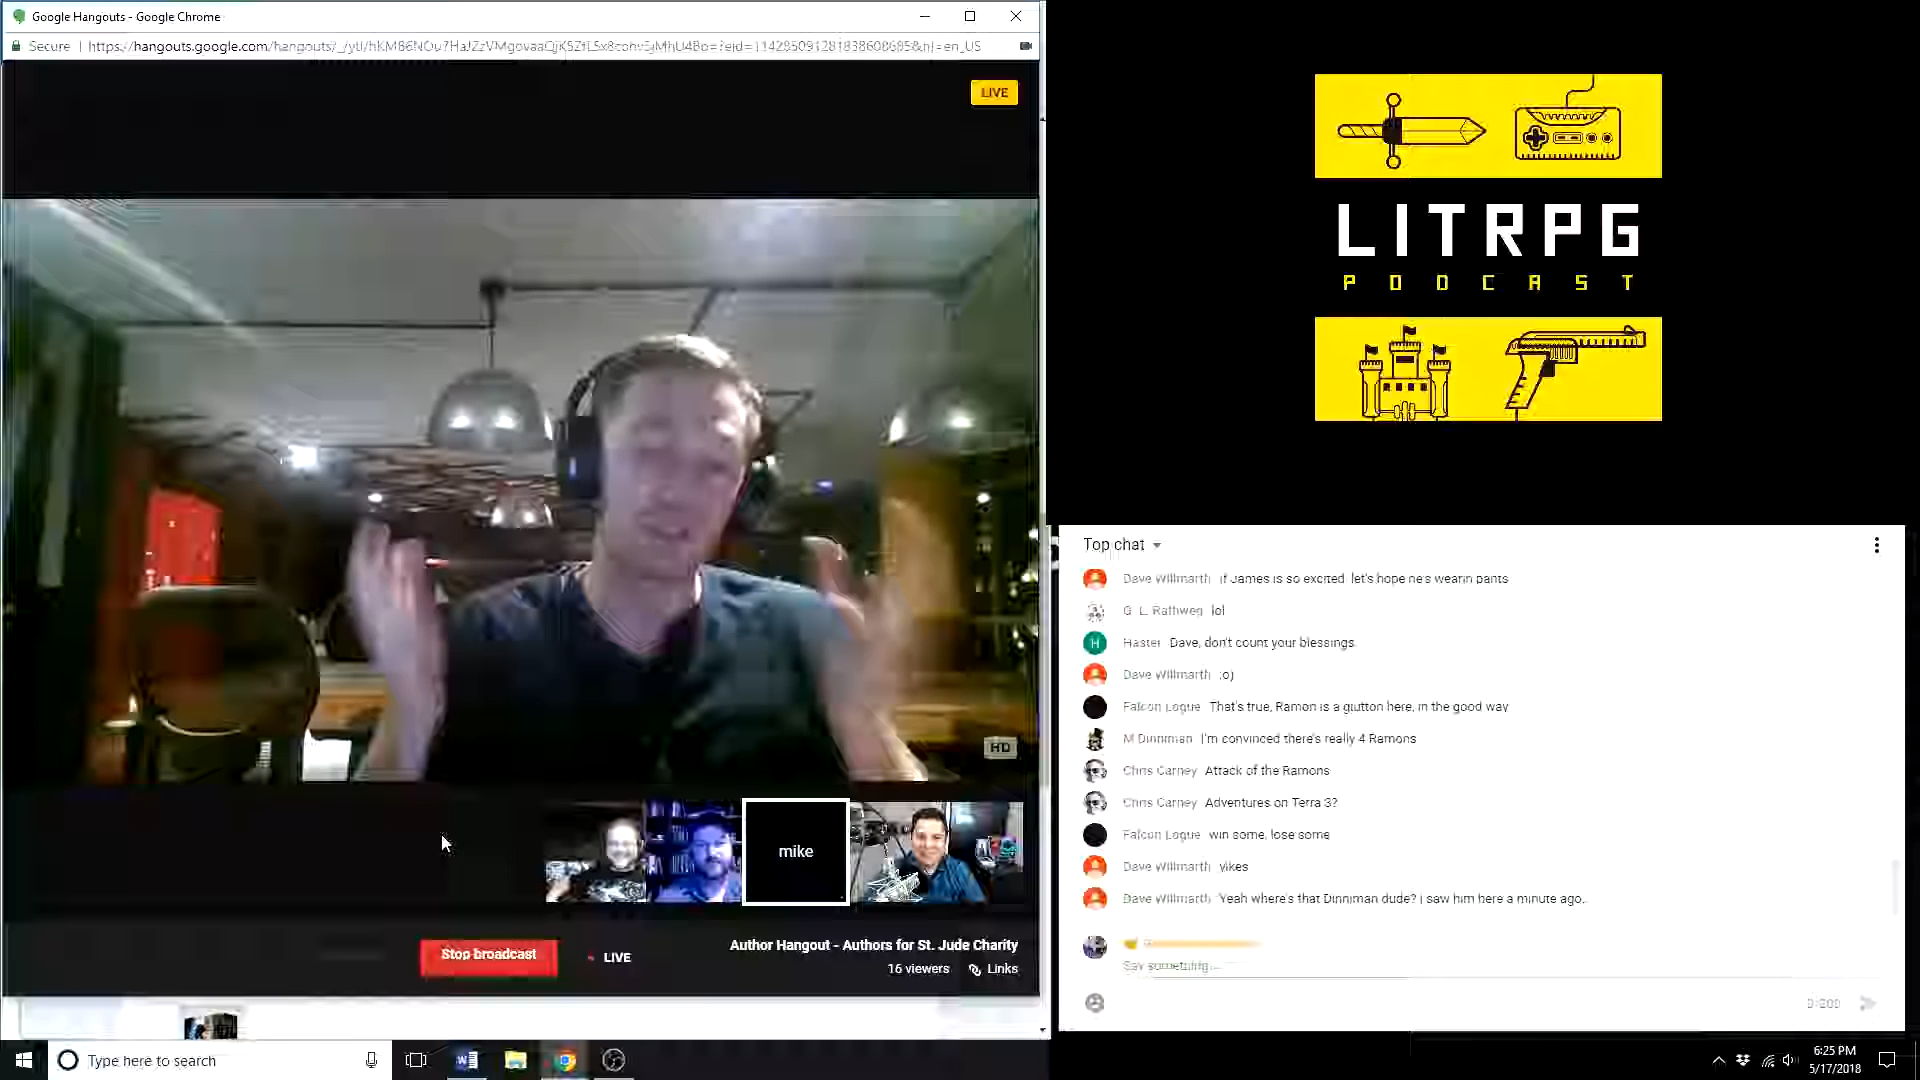 Google Hangouts - Google Chrome
Secure
LIVE
HD
mike
Stop broadcast
LIVE
Author Hangout - Authors for St. Jude Charity
16 viewers
Links
LITRPG
PODCAST
Top chat
Dave Willmarth if James is so excited let's hope he's wearin pants
G. L. Rathweg lol
H
Haster Dave, don't count your blessings
Dave Willmarth ;o)
Falcon Logue That's true, Ramon is a glutton here, in the good way
M Dinniman I'm convinced there's really 4 Ramons
Chris Carney Attack of the Ramons
Chris Carney Adventures on Terra 3?
Falcon Logue win some, lose some
Dave Willmarth yikes
Dave Willmarth Yeah where's that Dinniman dude? i saw him here a minute ago..
Say something...
0/200
Type here to search
6:25 PM
5/17/2018